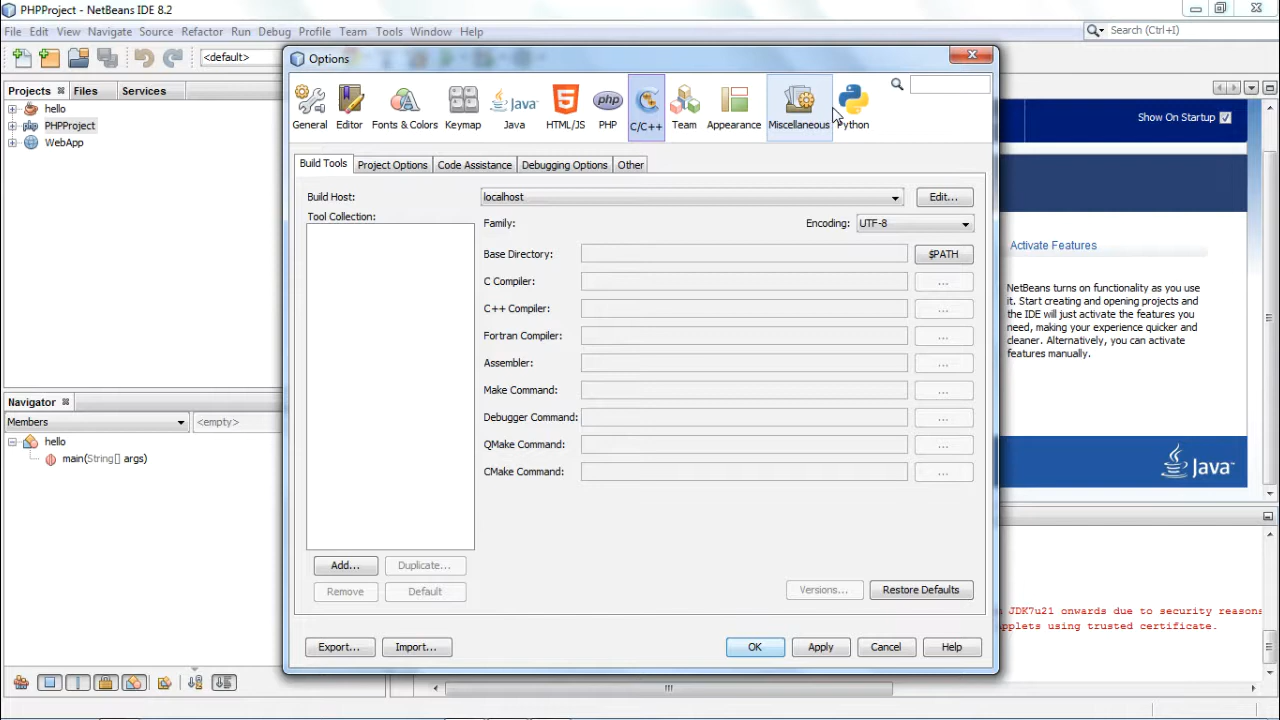 PHPProject - NetBeans IDE 8.2
File Edit View Navigate Source Refactor Run Debug Profile Team Tools Window Help
Search (Ctrl+I)
<default>
Projects
Files
Services
hello
PHPProject
WebApp
Navigator
Members
<empty>
hello
main(String[] args)
Options
General
Editor
Fonts & Colors
Keymap
Java
HTML/JS
php
PHP
C/C++
Team
Appearance
Miscellaneous
Python
Build Tools
Project Options
Code Assistance
Debugging Options
Other
Build Host:
localhost
Edit...
Tool Collection:
Family:
Encoding:
UTF-8
Base Directory:
$PATH
C Compiler:
...
C++ Compiler:
...
Fortran Compiler:
...
Assembler:
...
Make Command:
...
Debugger Command:
...
QMake Command:
...
CMake Command:
...
Add...
Duplicate...
Remove
Default
Versions...
Restore Defaults
Export...
Import...
OK
Apply
Cancel
Help
Show On Startup
Activate Features
NetBeans turns on functionality as you use
it. Start creating and opening projects and
the IDE will just activate the features you
need, making your experience quicker and
cleaner. Alternatively, you can activate
features manually.
Java
JDK7u21 onwards due to security reasons
pplets using trusted certificate.